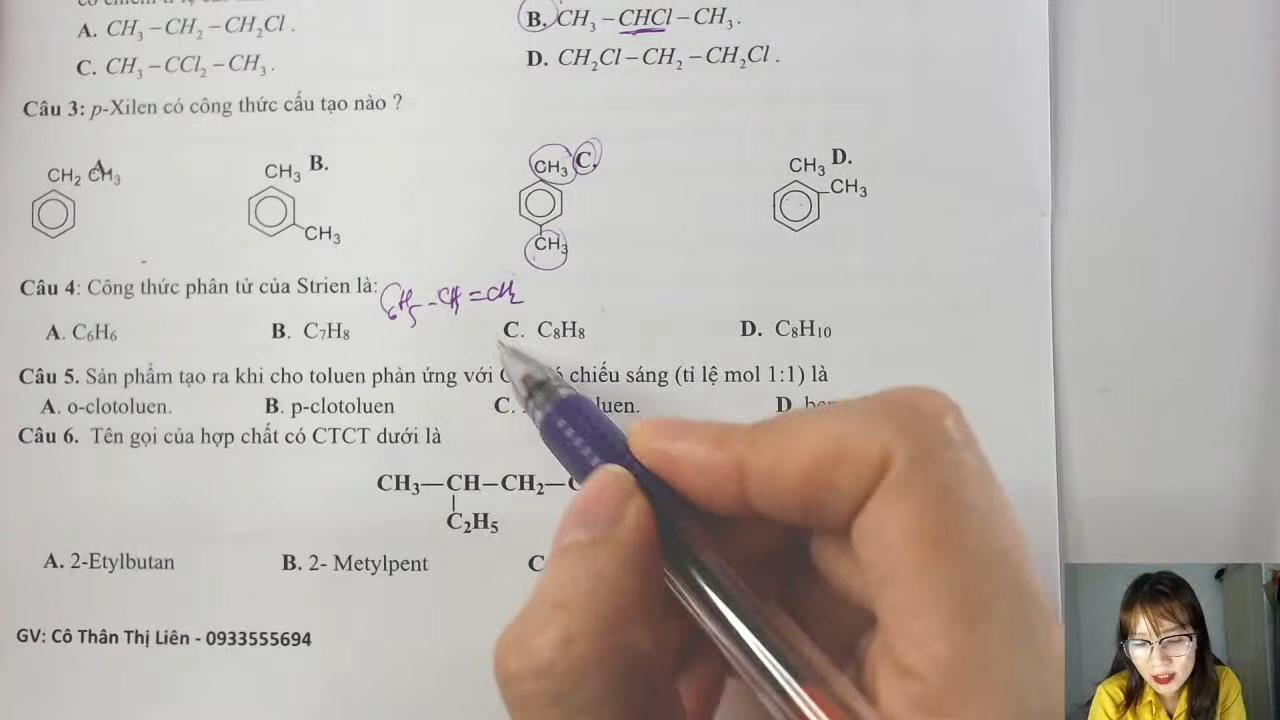 A. CH₃ – CH₂ – CH₂Cl .
B. CH₃ – CHCl – CH₃.
C. CH₃ – CCl₂ – CH₃.
D. CH₂Cl – CH₂ – CH₂Cl .
Câu 3: p-Xilen có công thức cấu tạo nào ?
A.
CH₂ CH₃
B.
CH₃
CH₃
C.
CH₃
CH₃
D.
CH₃
CH₃
Câu 4: Công thức phân tử của Strien là:
C₆H₅ - CH = CH₂
A. C₆H₆
B. C₇H₈
C. C₈H₈
D. C₈H₁₀
Câu 5. Sản phẩm tạo ra khi cho toluen phản ứng với chiếu sáng (tỉ lệ mol 1:1) là
A. o-clotoluen.
B. p-clotoluen
C.
D
Câu 6. Tên gọi của hợp chất có CTCT dưới là
CH₃—CH–CH₂—
C₂H₅
A. 2-Etylbutan
B. 2- Metylpent
C
GV: Cô Thân Thị Liên - 0933555694